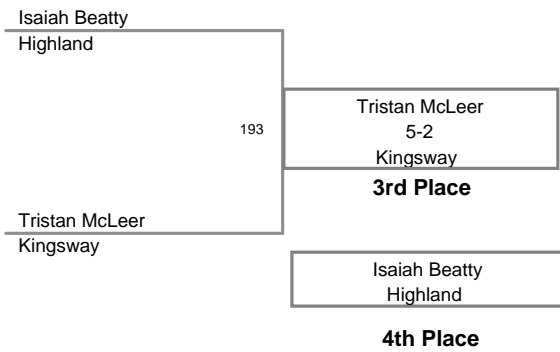 Isaiah Beatty
Highland
193
Tristan McLeer
5-2
Kingsway
3rd Place
Tristan McLeer
Kingsway
Isaiah Beatty
Highland
4th Place